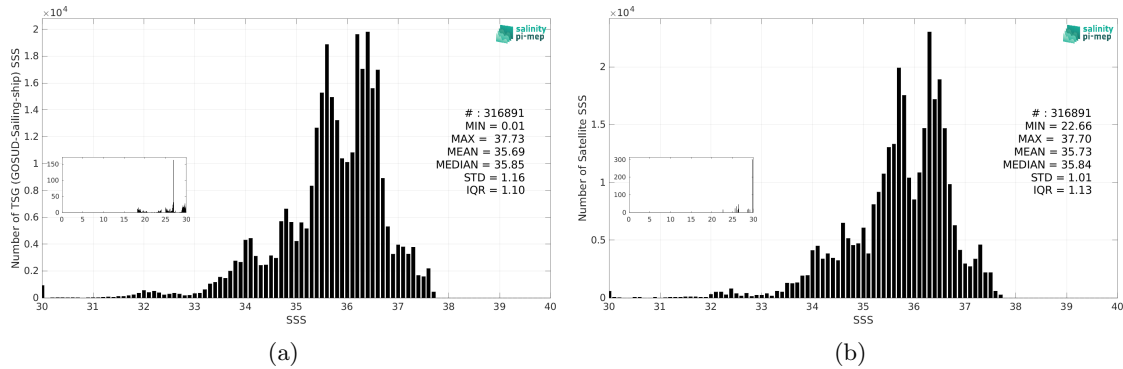 ×10⁴
2
1.8
1.6
1.4
1.2
1
0.8
0.6
0.4
0.2
0
Number of TSG (GOSUD-Sailing-ship) SSS
salinity
pi-mep
# : 316891
MIN = 0.01
MAX = 37.73
MEAN = 35.69
MEDIAN = 35.85
STD = 1.16
IQR = 1.10
150
100
50
0
0 5 10 15 20 25 30
30 31 32 33 34 35 36 37 38 39 40
SSS
(a)
×10⁴
2
1.5
1
0.5
0
Number of Satellite SSS
salinity
pi-mep
# : 316891
MIN = 22.66
MAX = 37.70
MEAN = 35.73
MEDIAN = 35.84
STD = 1.01
IQR = 1.13
300
200
100
0
0 5 10 15 20 25 30
30 31 32 33 34 35 36 37 38 39 40
SSS
(b)